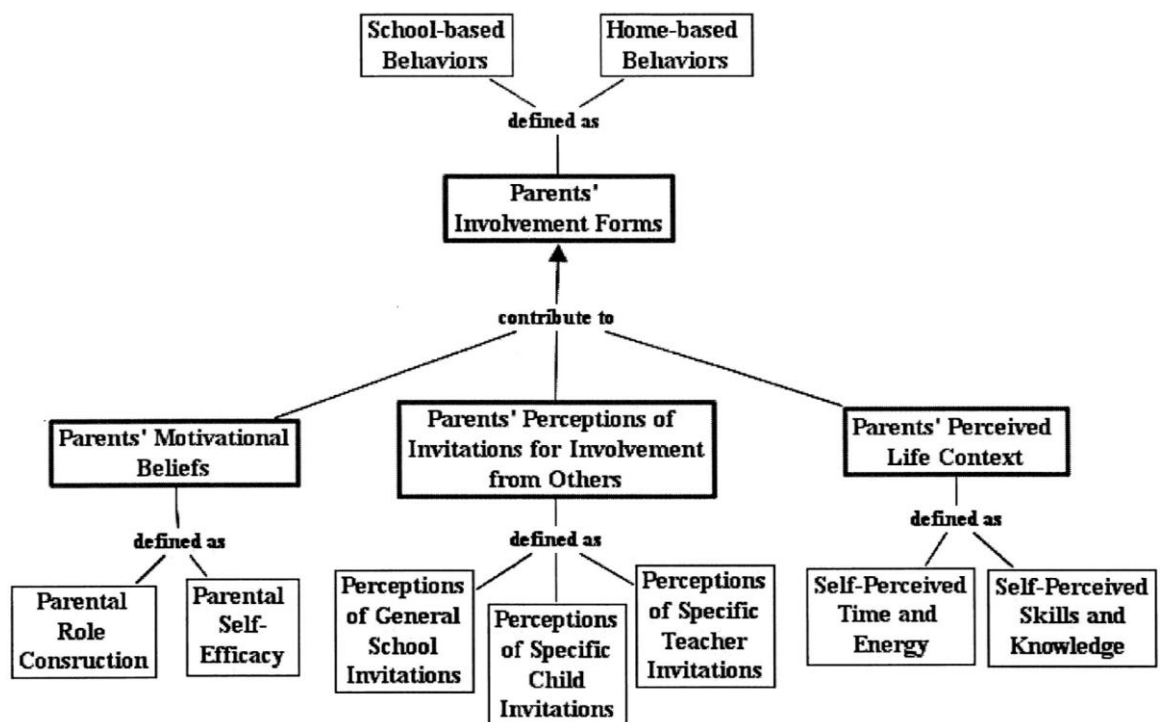 School-based
Behaviors
Home-based
Behaviors
defined as
Parents'
Involvement Forms
contribute to
Parents' Motivational
Beliefs
Parents' Perceptions of
Invitations for Involvement
from Others
Parents' Perceived
Life Context
defined as
defined as
defined as
Parental
Role
Consruction
Parental
Self-
Efficacy
Perceptions
of General
School
Invitations
Perceptions
of Specific
Child
Invitations
Perceptions
of Specific
Teacher
Invitations
Self-Perceived
Time and
Energy
Self-Perceived
Skills and
Knowledge